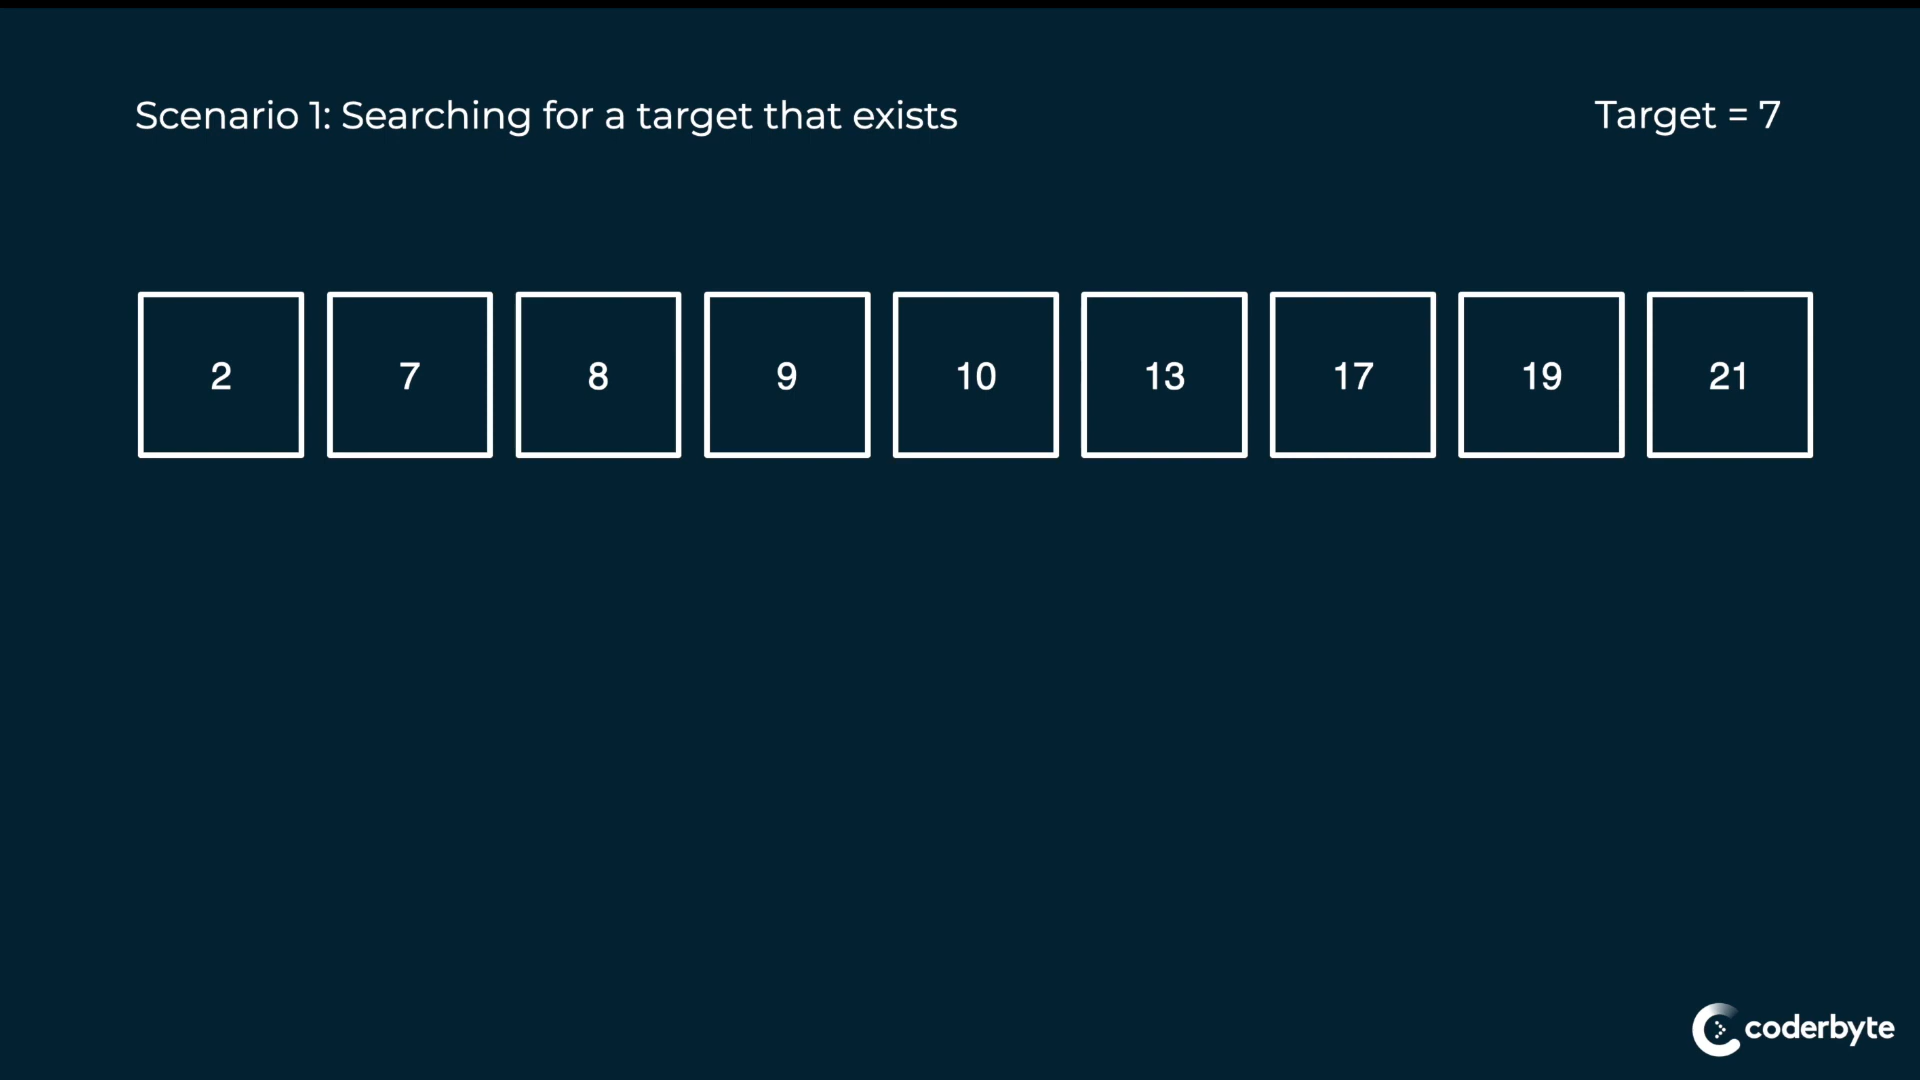 Scenario 1: Searching for a target that exists
Target = 7
2 7 8 9 10 13 17 19 21
coderbyte